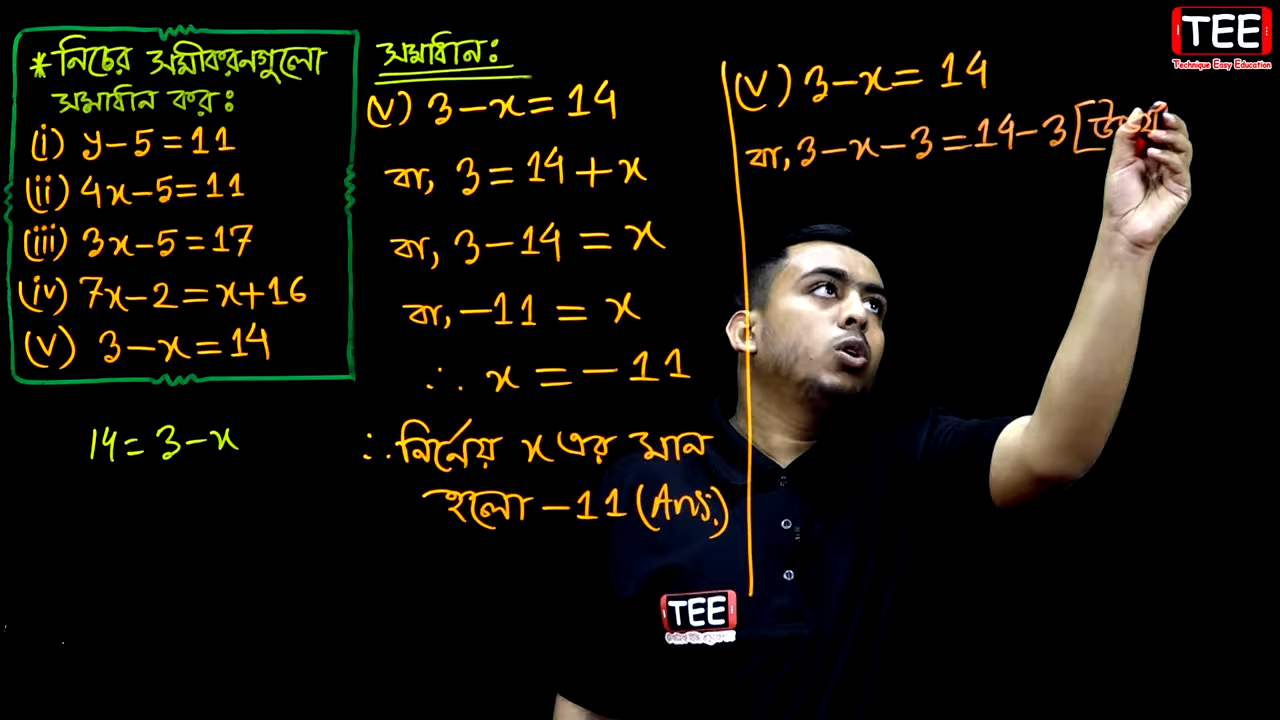 *নিচের সমীকরনগুলো
সমাধান কর:
(i) y-5=11
(ii) 4x-5=11
(iii) 3x-5=17
(iv) 7x-2=x+16
(v) 3-x=14
14=3-x
সমাধান:
(v) 3-x=14
বা, 3=14+x
বা, 3-14=x
বা, -11=x
∴ x=-11
∴ নির্নেয় x এর মান
হলো -11 (Ans:)
(v) 3-x=14
বা, 3-x-3=14-3 [উভয়
TEE
Technique Easy Education
TEE